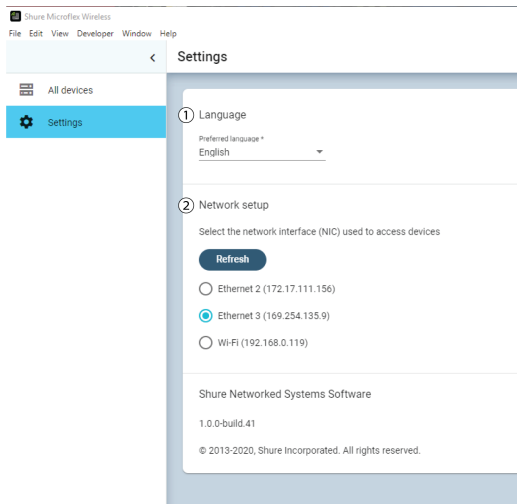 Shure Microflex Wireless
File Edit View Developer Window Help
Settings
All devices
Settings
1 Language
Preferred language *
English
2 Network setup
Select the network interface (NIC) used to access devices
Refresh
Ethernet 2 (172.17.111.156)
Ethernet 3 (169.254.135.9)
Wi-Fi (192.168.0.119)
Shure Networked Systems Software
1.0.0-build.41
© 2013-2020, Shure Incorporated. All rights reserved.